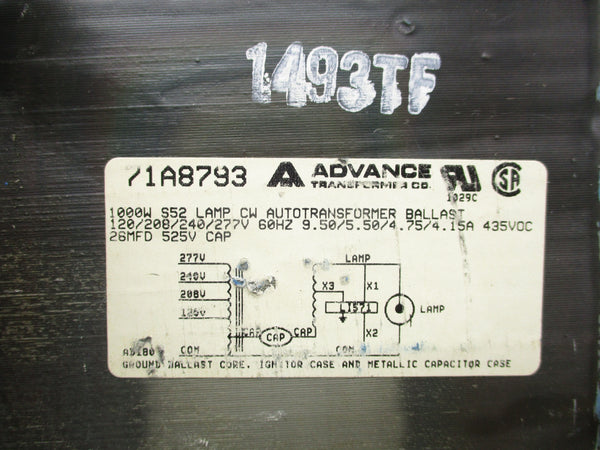 1493TF
71A8793 ADVANCE
TRANSFORMER CO.
1029C
1000W S52 LAMP CW AUTOTRANSFORMER BALLAST
120/208/240/277V 60HZ 9.50/5.50/4.75/4.15A 435VOC
26MFD 525V CAP
277V LAMP
240V X3 X1
208V LI571 LAMP
120V
CAP CAP CAP X2
COM COM
GROUND BALLAST CORE, IGNITOR CASE AND METALLIC CAPACITOR CASE